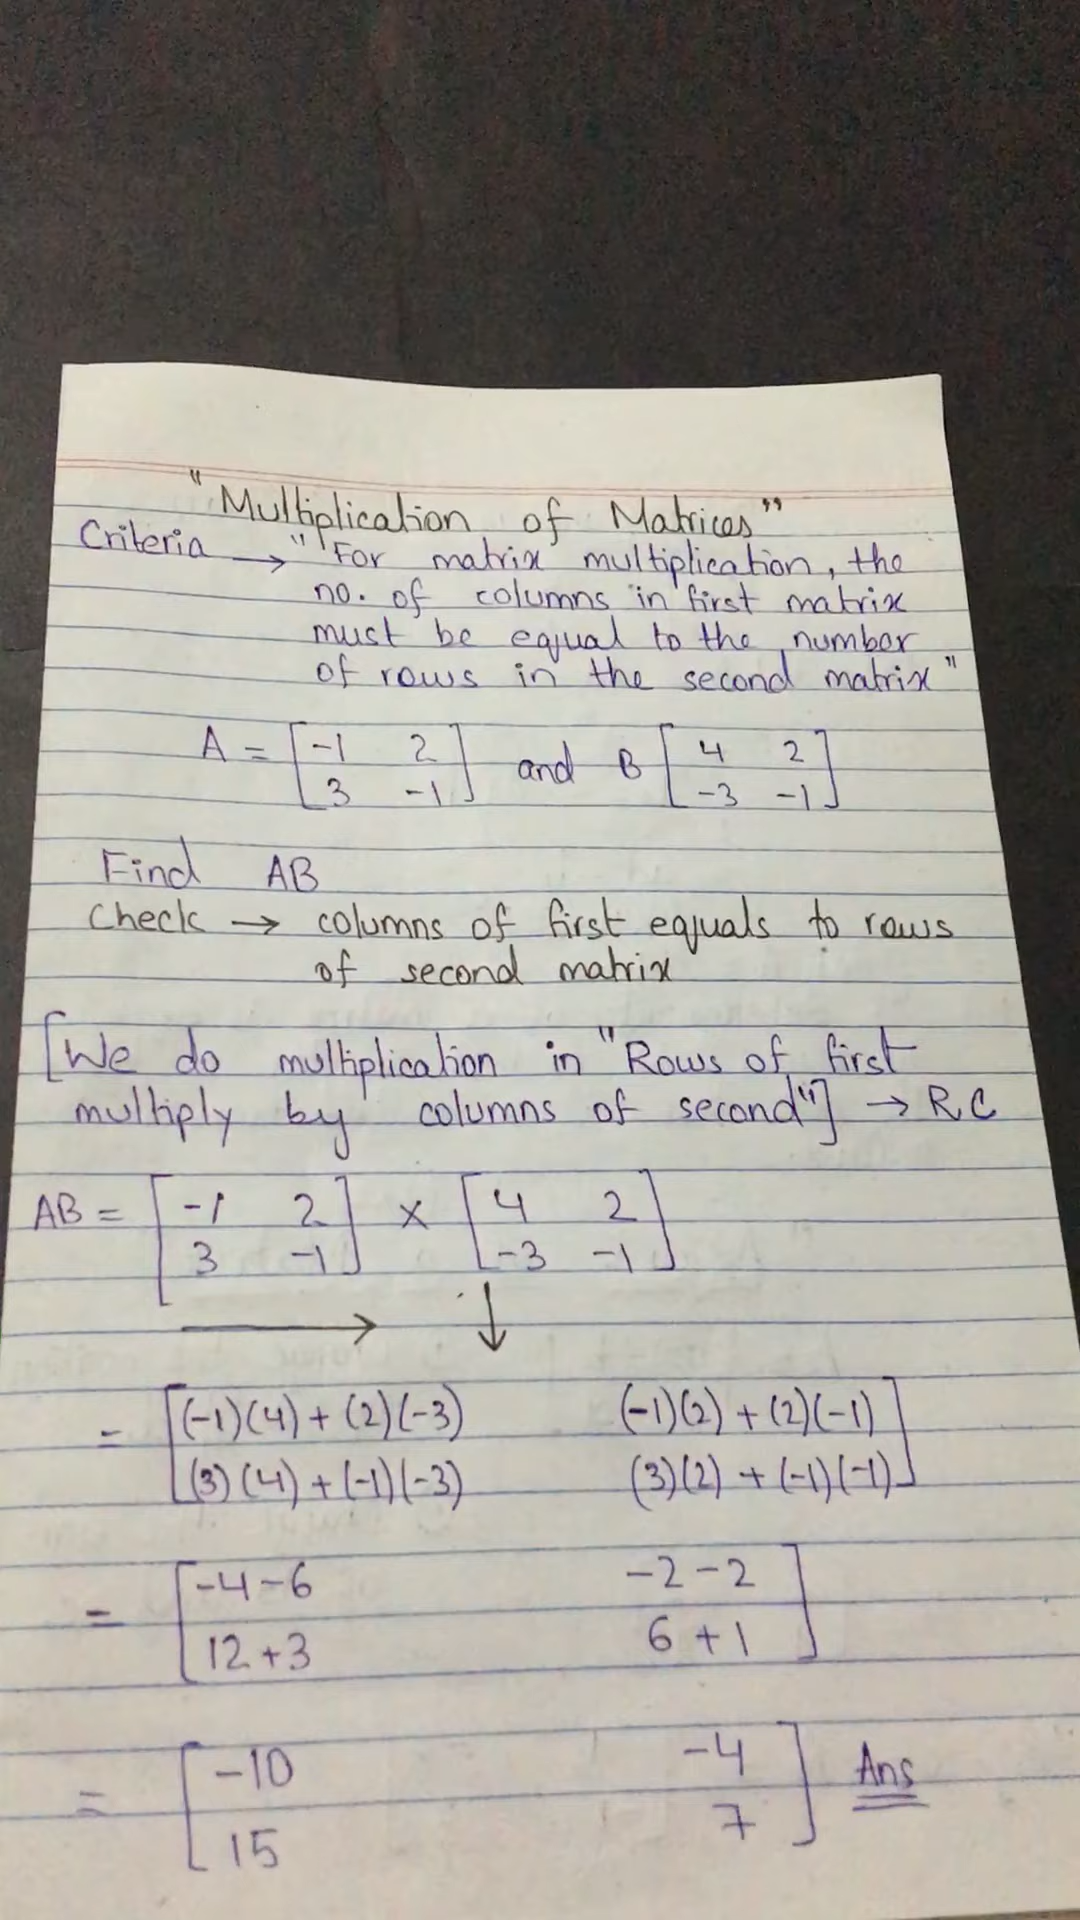 "Multiplication of Matrices"
Criteria → "For matrix multiplication, the
no. of columns in first matrix
must be equal to the number
of rows in the second matrix"
A = [-1 2] and B [4 2]
[3 -1] [-3 -1]
Find AB
Check → columns of first equals to rows
of second matrix
[We do multiplication in "Rows of first
multiply by columns of second"] → RC
AB = [-1 2] × [4 2]
[3 -1] [-3 -1]
→ ↓
= [(-1)(4) + (2)(-3) (-1)(2) + (2)(-1)]
[(3)(4) + (-1)(-3) (3)(2) + (-1)(-1)]
= [-4-6 -2-2]
[12+3 6+1]
= [-10 -4] Ans
[15 7]